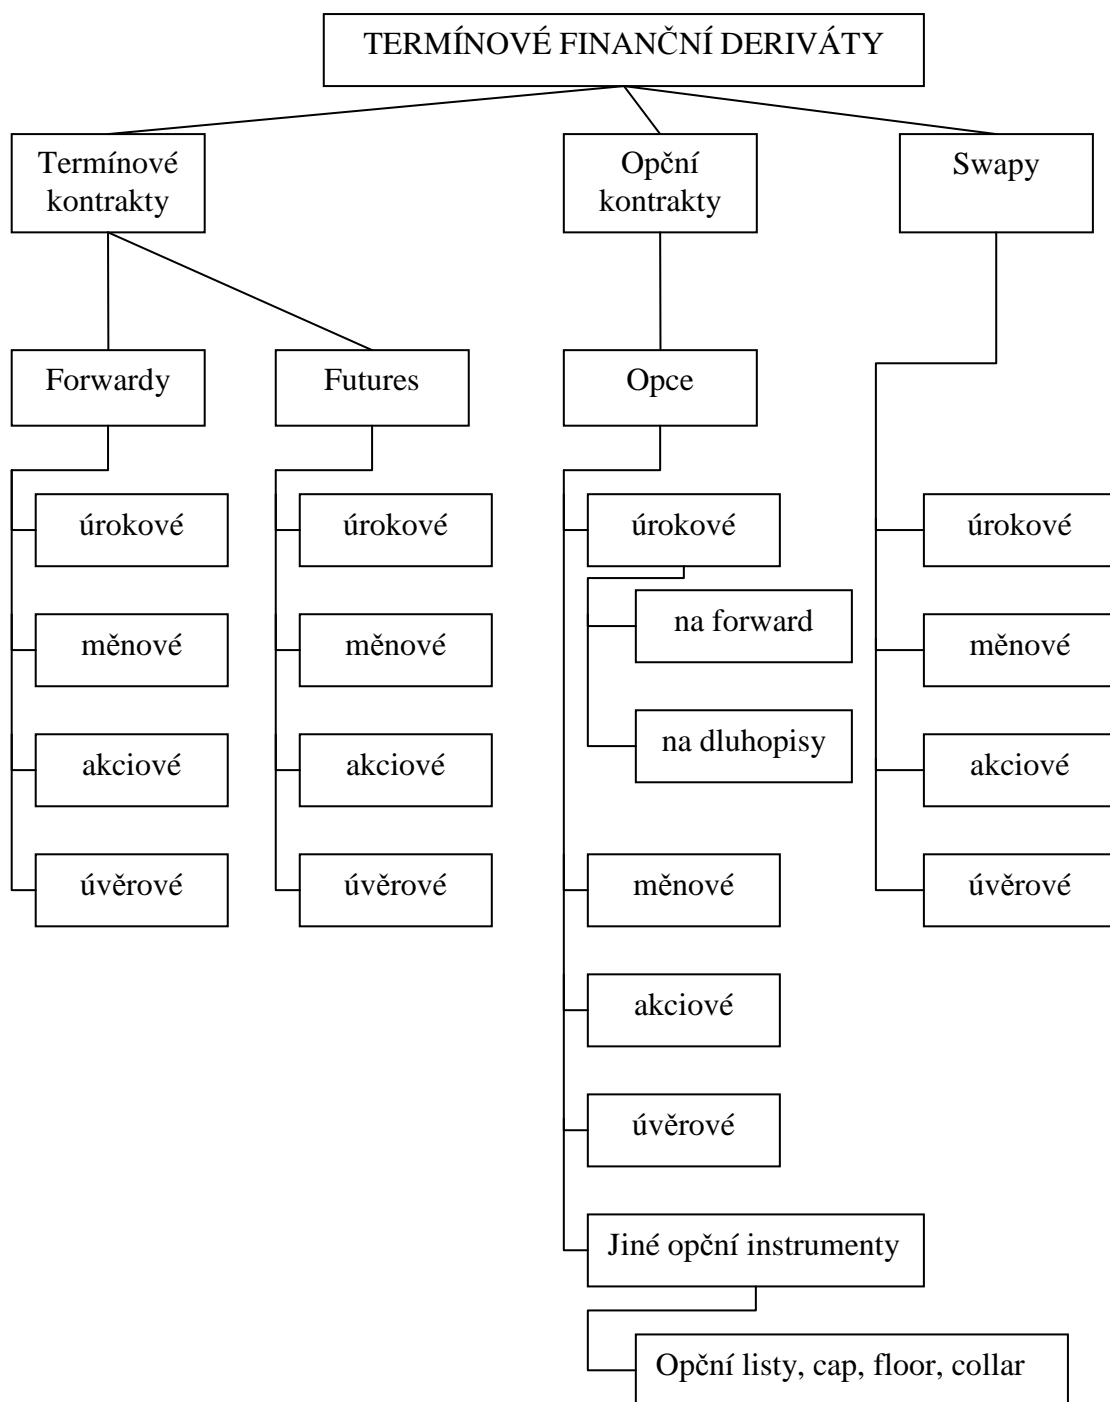 TERMÍNOVÉ FINANČNÍ DERIVÁTY
Termínové
kontrakty
Opční
kontrakty
Swapy
Forwardy
Futures
Opce
úrokové
úrokové
úrokové
úrokové
na forward
měnové
měnové
měnové
na dluhopisy
akciové
akciové
akciové
úvěrové
úvěrové
měnové
úvěrové
akciové
úvěrové
Jiné opční instrumenty
Opční listy, cap, floor, collar